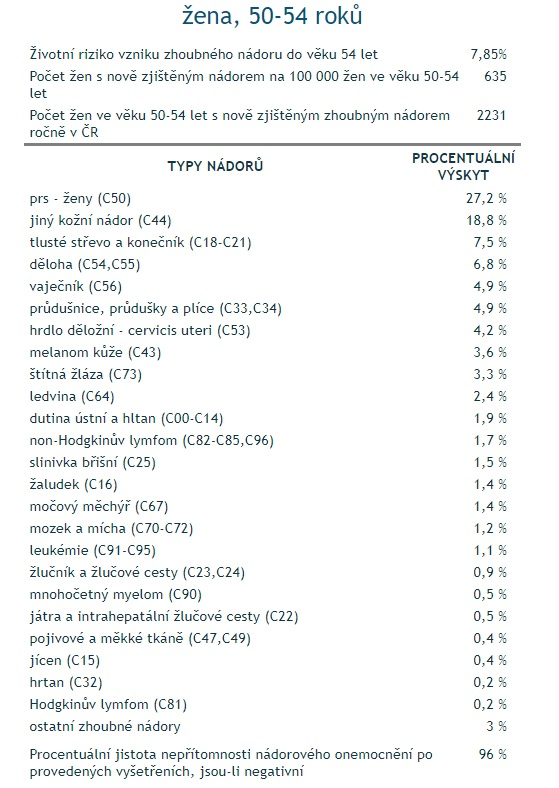 žena, 50-54 roků
Životní riziko vzniku zhoubného nádoru do věku 54 let 7,85%
Počet žen s nově zjištěným nádorem na 100 000 žen ve věku 50-54 635
let
Počet žen ve věku 50-54 let s nově zjištěným zhoubným nádorem 2231
ročně v ČR
TYPY NÁDORŮ PROCENTUÁLNÍ
VÝSKYT
prs - ženy (C50) 27,2 %
jiný kožní nádor (C44) 18,8 %
tlusté střevo a konečník (C18-C21) 7,5 %
děloha (C54,C55) 6,8 %
vaječník (C56) 4,9 %
průdušnice, průdušky a plíce (C33,C34) 4,9 %
hrdlo děložní - cervicis uteri (C53) 4,2 %
melanom kůže (C43) 3,6 %
štítná žláza (C73) 3,3 %
ledvina (C64) 2,4 %
dutina ústní a hltan (C00-C14) 1,9 %
non-Hodgkinův lymfom (C82-C85,C96) 1,7 %
slinivka břišní (C25) 1,5 %
žaludek (C16) 1,4 %
močový měchýř (C67) 1,4 %
mozek a mícha (C70-C72) 1,2 %
leukémie (C91-C95) 1,1 %
žlučník a žlučové cesty (C23,C24) 0,9 %
mnohočetný myelom (C90) 0,5 %
játra a intrahepatální žlučové cesty (C22) 0,5 %
pojivové a měkké tkáně (C47,C49) 0,4 %
jícen (C15) 0,4 %
hrtan (C32) 0,2 %
Hodgkinův lymfom (C81) 0,2 %
ostatní zhoubné nádory 3 %
Procentuální jistota nepřítomnosti nádorového onemocnění po 96 %
provedených vyšetřeních, jsou-li negativní